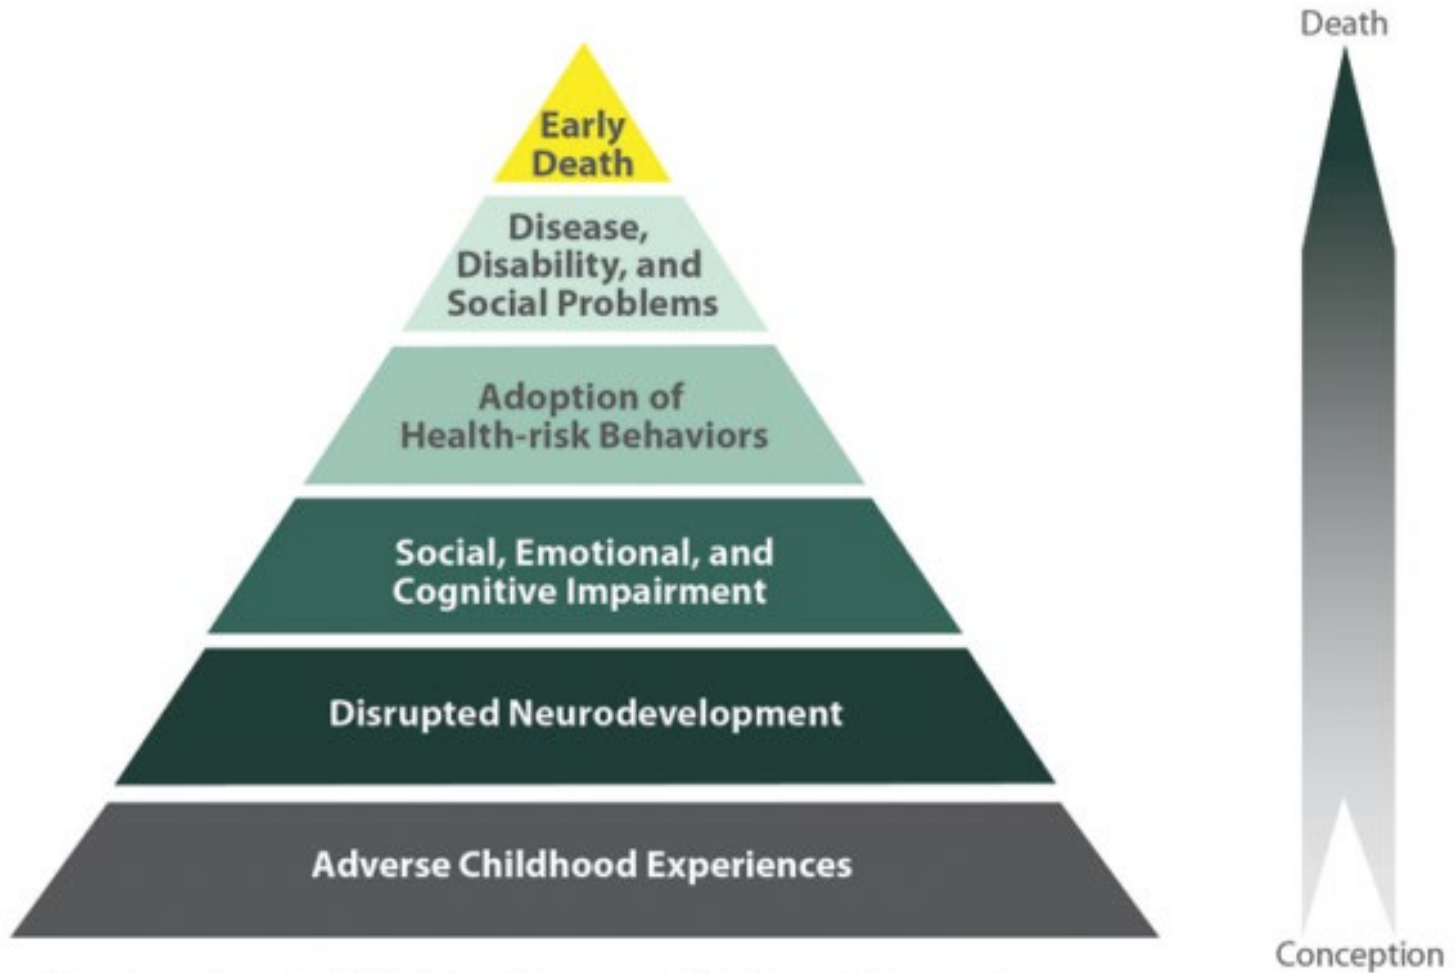 Death
Early
Death
Disease,
Disability, and
Social Problems
Adoption of
Health-risk Behaviors
Social, Emotional, and
Cognitive Impairment
Disrupted Neurodevelopment
Adverse Childhood Experiences
Conception